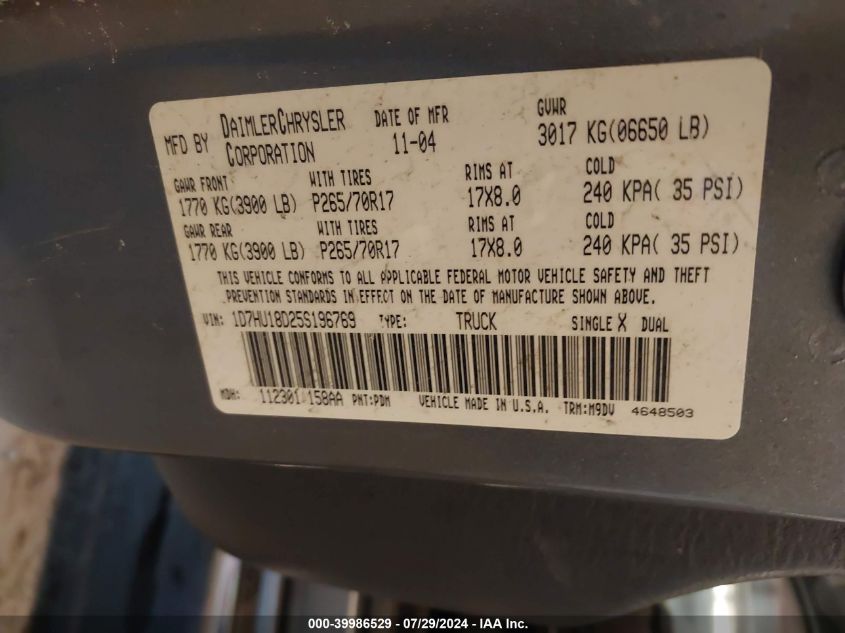 MFD BY DAIMLERCHRYSLER CORPORATION DATE OF MFR 11-04 GVWR 3017 KG(06650 LB)
GAWR FRONT WITH TIRES RIMS AT COLD
1770 KG(3900 LB) P265/70R17 17X8.0 240 KPA( 35 PSI)
GAWR REAR WITH TIRES RIMS AT COLD
1770 KG(3900 LB) P265/70R17 17X8.0 240 KPA( 35 PSI)
THIS VEHICLE CONFORMS TO ALL APPLICABLE FEDERAL MOTOR VEHICLE SAFETY AND THEFT
PREVENTION STANDARDS IN EFFECT ON THE DATE OF MANUFACTURE SHOWN ABOVE.
VIN: 1D7HU18D25S196769 TYPE: TRUCK SINGLE X DUAL
MDH: 112301 158AA PNT:PDM VEHICLE MADE IN U.S.A. TRM:M9DV 4648503
000-39986529 - 07/29/2024 - IAA, Inc.